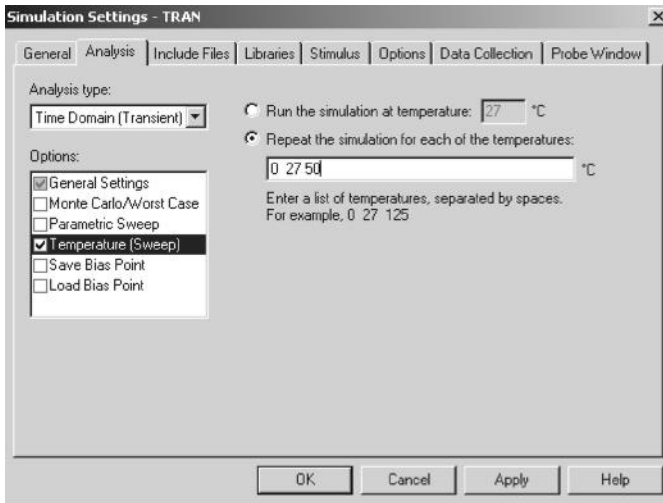 Simulation Settings - TRAN
General Analysis Include Files Libraries Stimulus Options Data Collection Probe Window
Analysis type:
Time Domain (Transient)
Options:
General Settings
Monte Carlo/Worst Case
Parametric Sweep
Temperature (Sweep)
Save Bias Point
Load Bias Point
Run the simulation at temperature: 27 °C
Repeat the simulation for each of the temperatures:
0 27 50 °C
Enter a list of temperatures, separated by spaces.
For example, 0 27 125
OK Cancel Apply Help